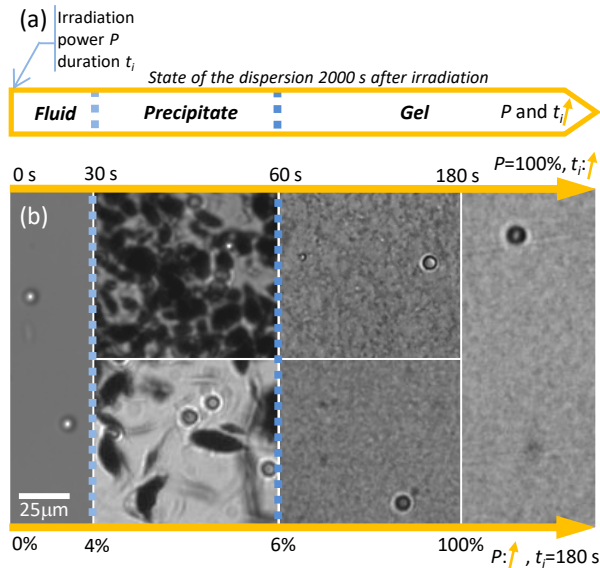 (a)
Irradiation
power P
duration tᵢ
State of the dispersion 2000 s after irradiation
Fluid
Precipitate
Gel
P and tᵢ
0 s
30 s
60 s
180 s
P=100%, tᵢ:
(b)
25μm
0%
4%
6%
100%
P: , tᵢ=180 s